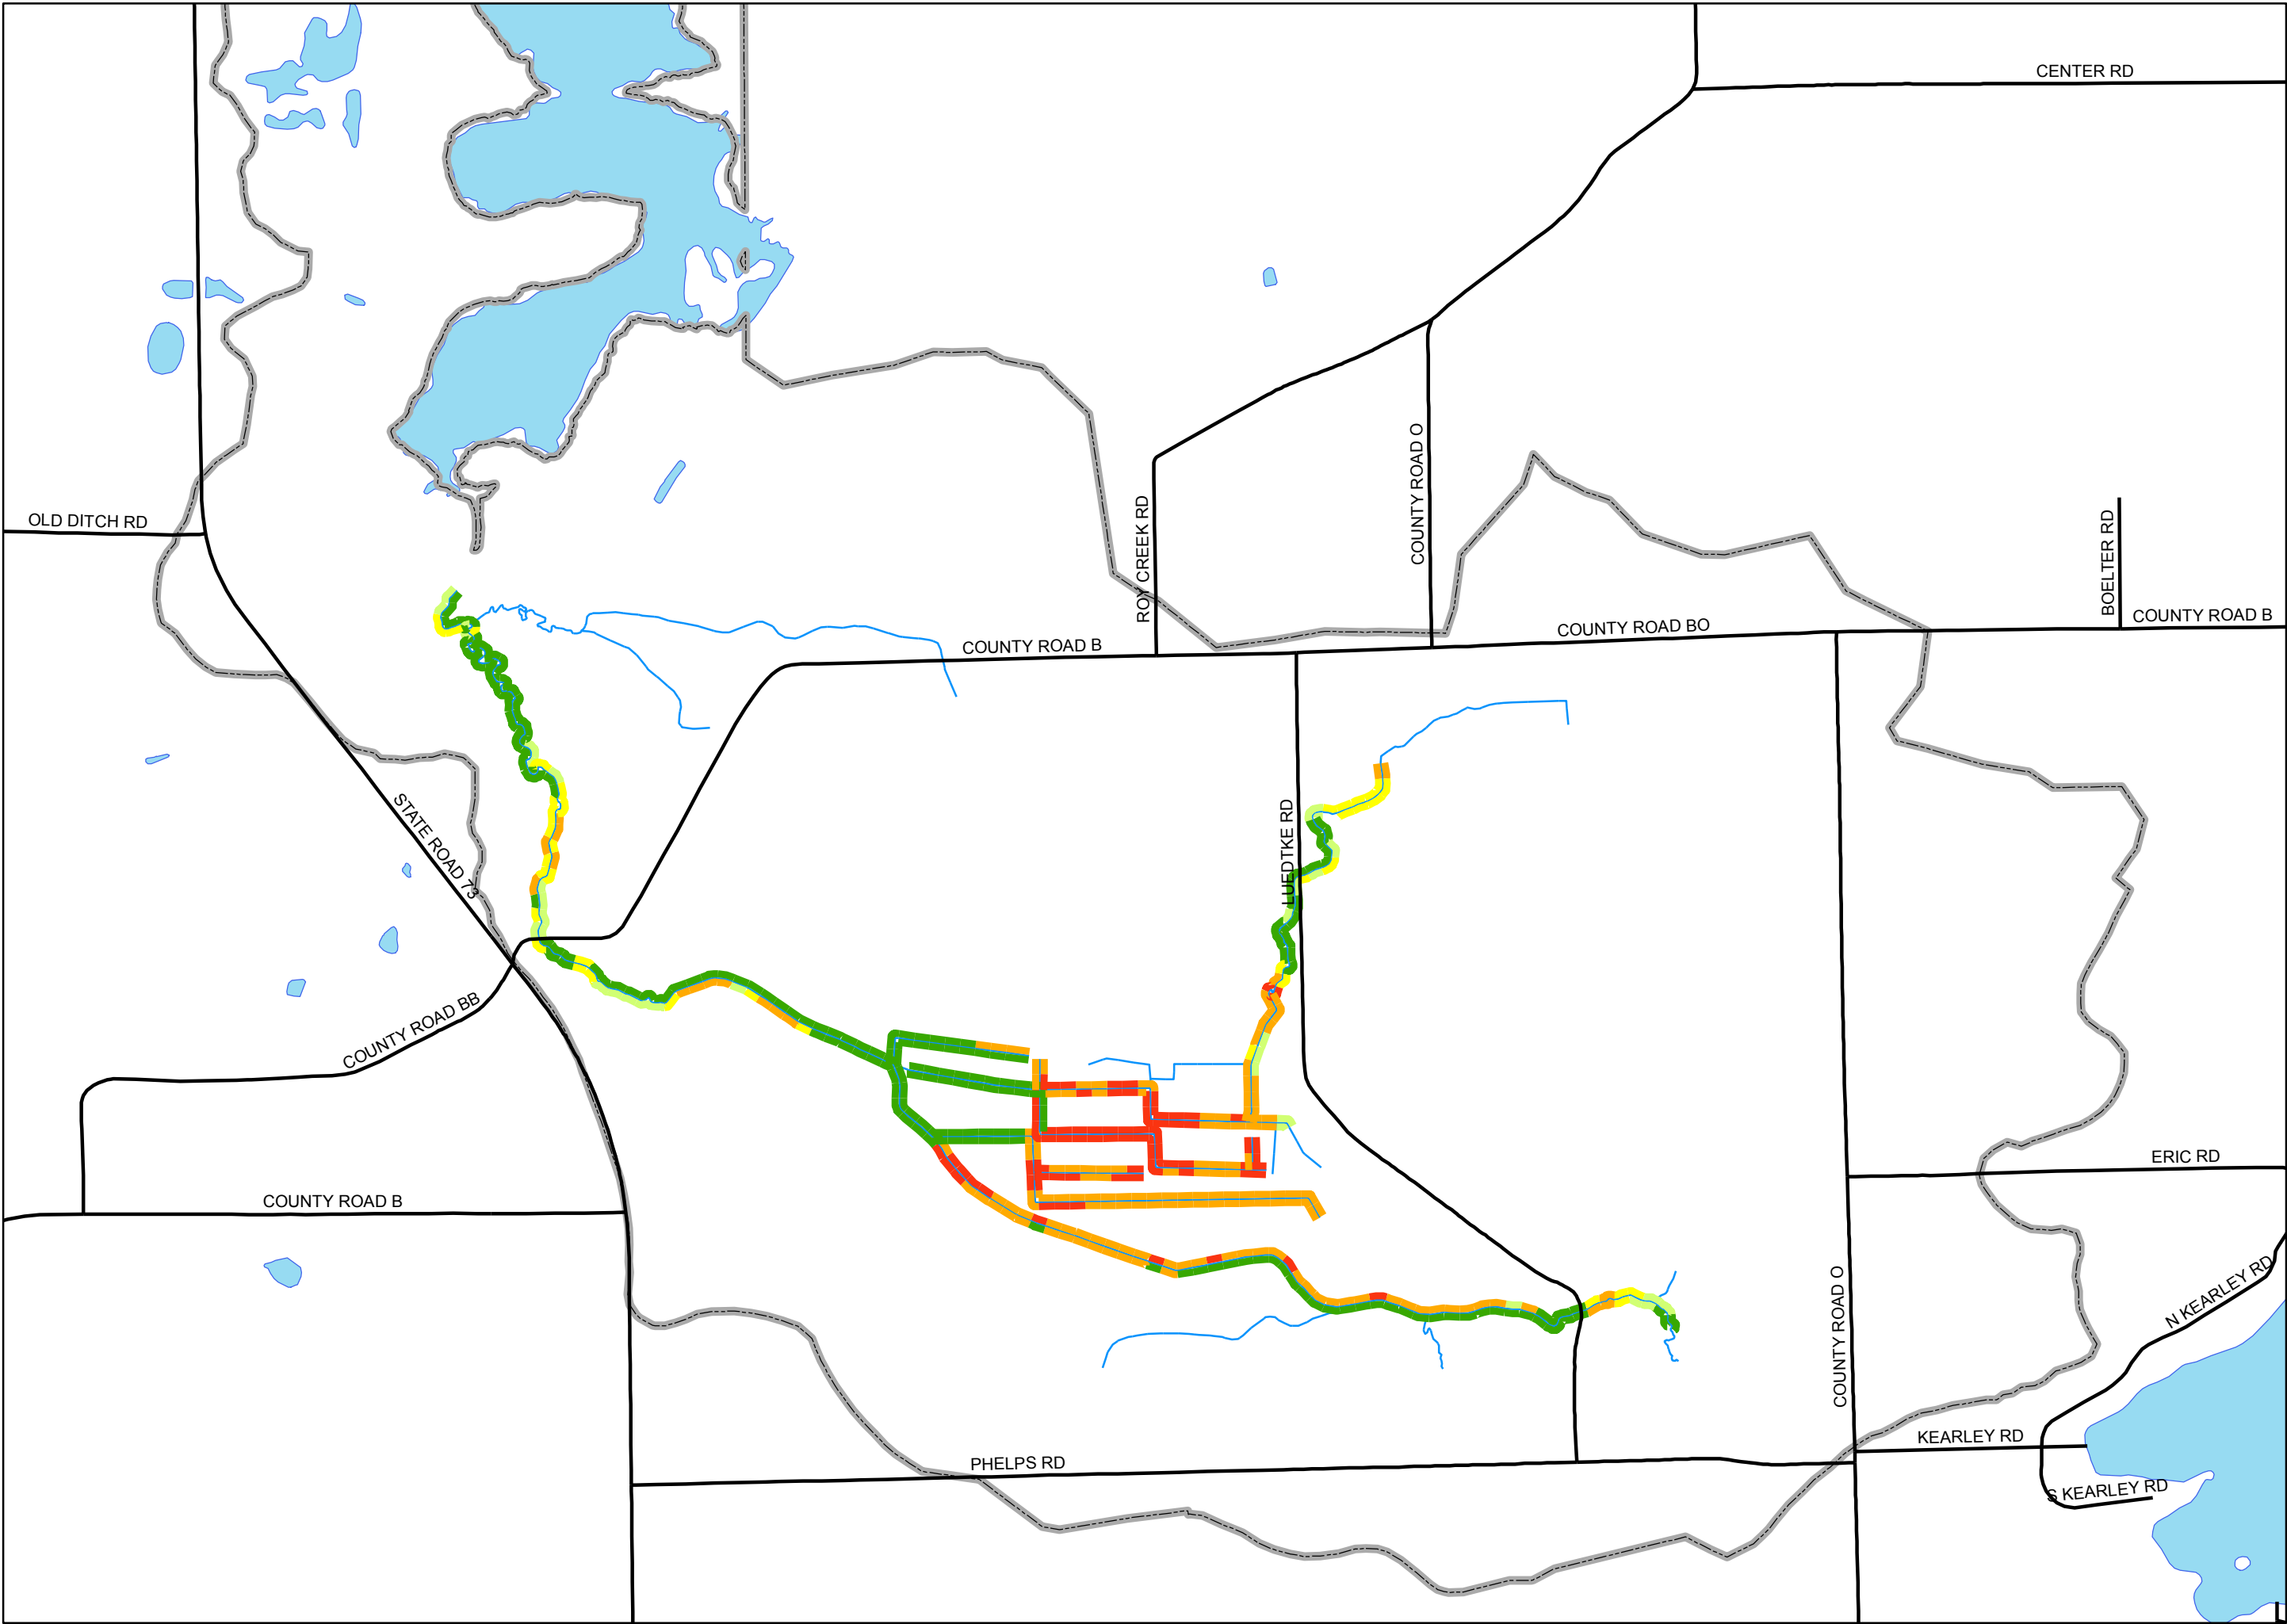 CENTER RD
OLD DITCH RD
ROY CREEK RD
COUNTY ROAD O
BOELTER RD
COUNTY ROAD B
COUNTY ROAD BO
COUNTY ROAD B
STATE ROAD 73
LUEDTKE RD
COUNTY ROAD BB
ERIC RD
COUNTY ROAD B
N KEARLEY RD
COUNTY ROAD O
KEARLEY RD
PHELPS RD
S KEARLEY RD